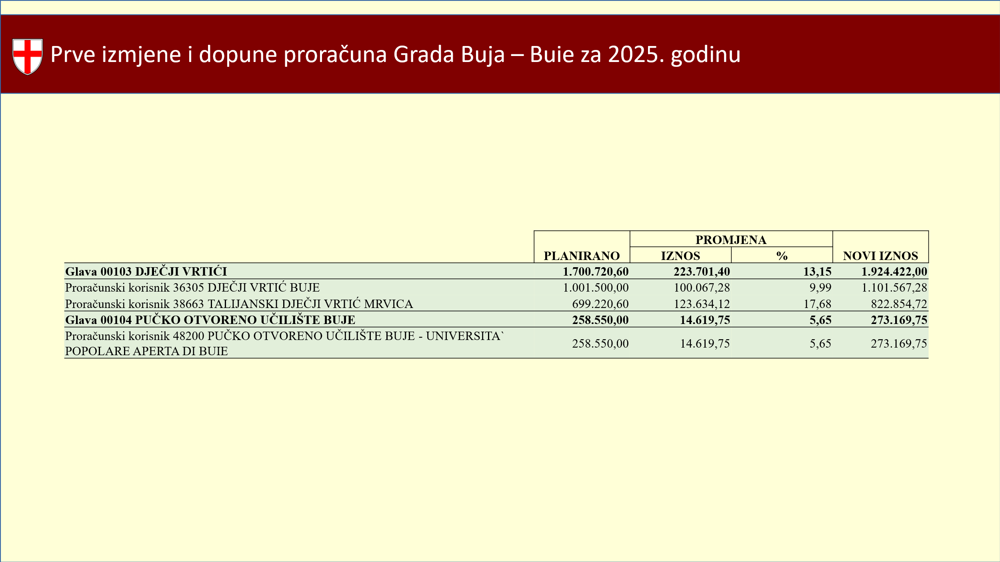 Prve izmjene i dopune proračuna Grada Buja – Buie za 2025. godinu
PROMJENA
PLANIRANO IZNOS % NOVI IZNOS
Glava 00103 DJEČJI VRTIĆI 1.700.720,60 223.701,40 13,15 1.924.422,00
Proračunski korisnik 36305 DJEČJI VRTIĆ BUJE 1.001.500,00 100.067,28 9,99 1.101.567,28
Proračunski korisnik 38663 TALIJANSKI DJEČJI VRTIĆ MRVICA 699.220,60 123.634,12 17,68 822.854,72
Glava 00104 PUČKO OTVORENO UČILIŠTE BUJE 258.550,00 14.619,75 5,65 273.169,75
Proračunski korisnik 48200 PUČKO OTVORENO UČILIŠTE BUJE - UNIVERSITA`
POPOLARE APERTA DI BUIE 258.550,00 14.619,75 5,65 273.169,75